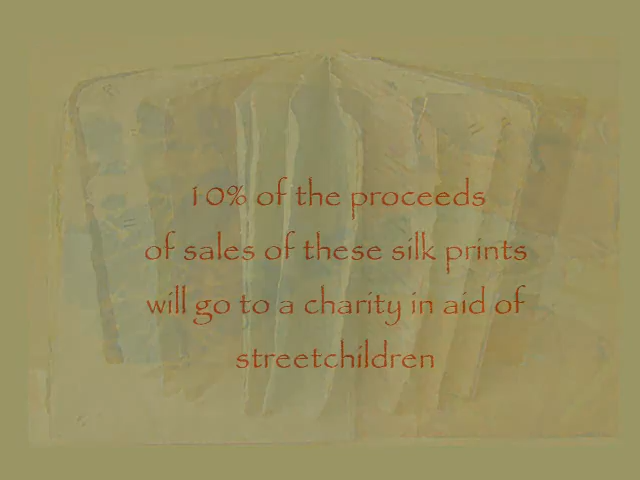 10% of the proceeds
of sales of these silk prints
will go to a charity in aid of
streetchildren